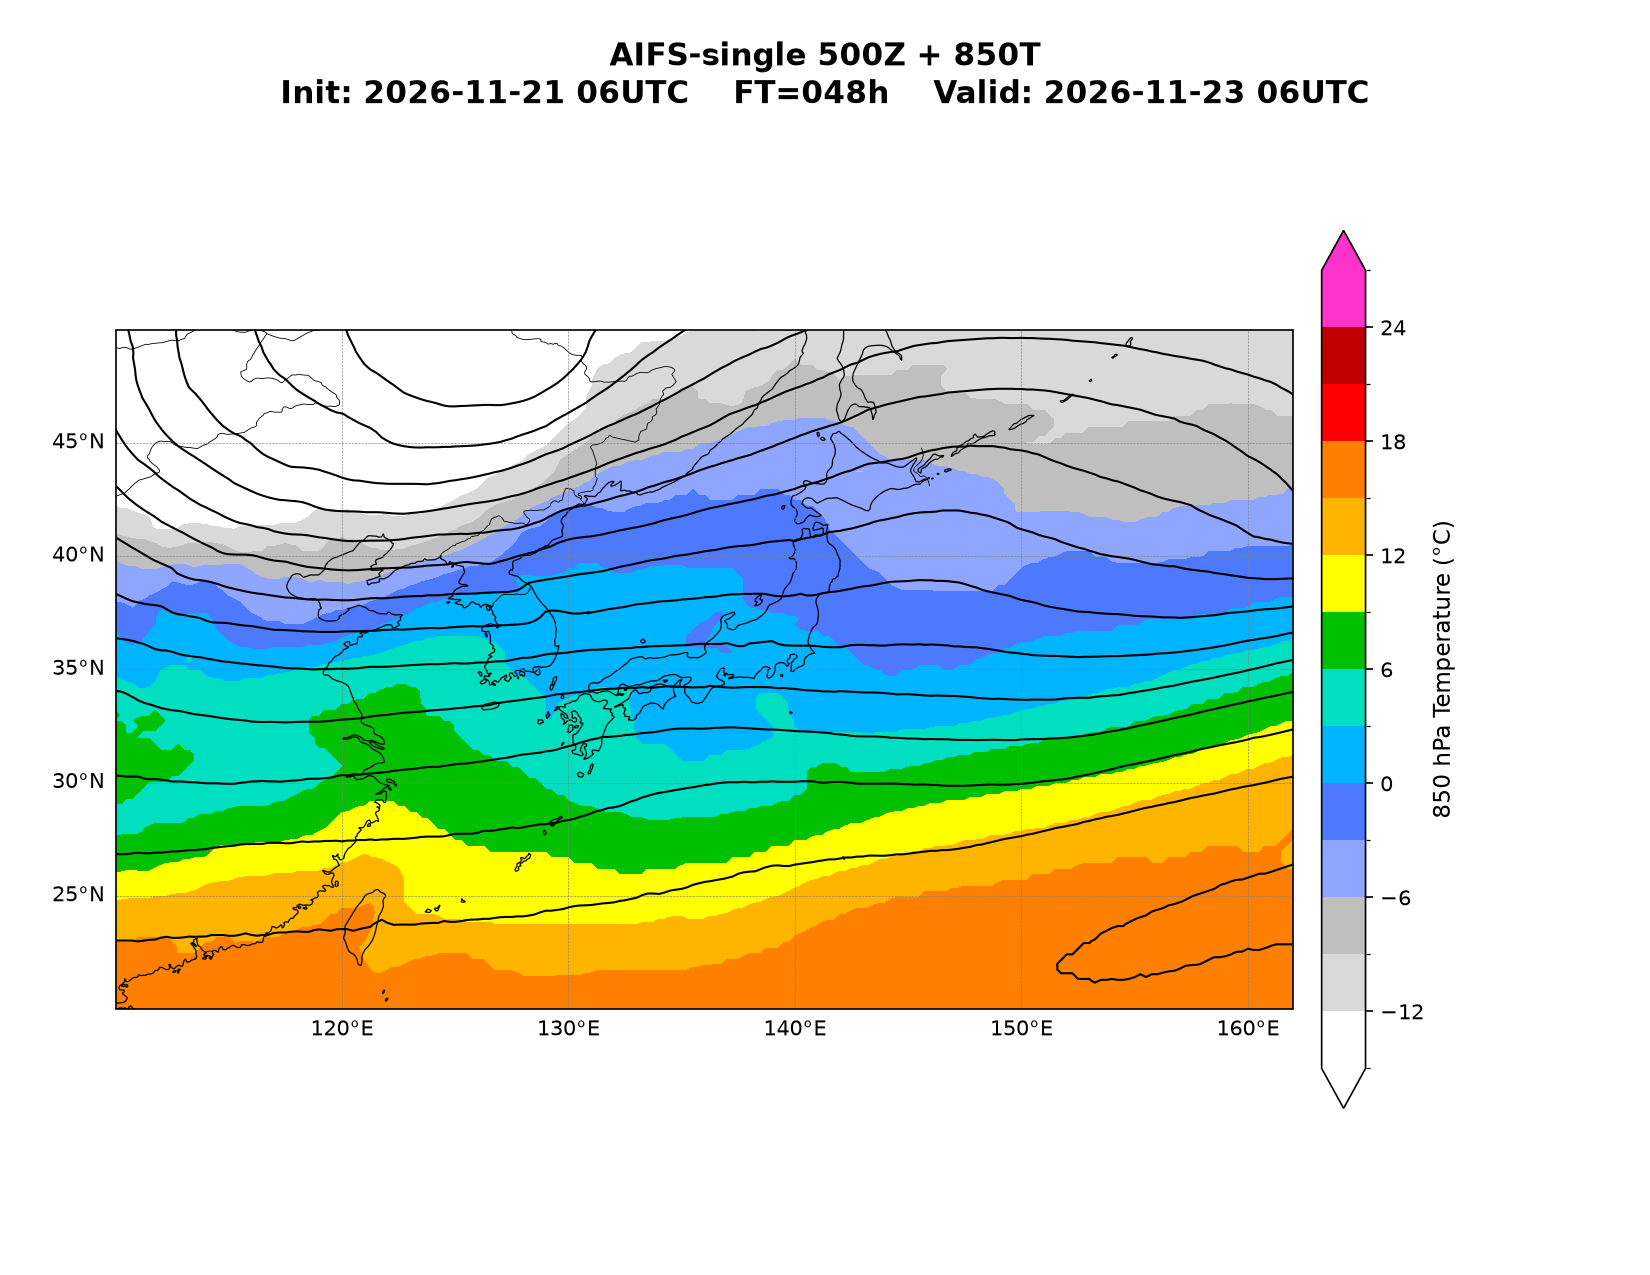 AIFS-single 500Z + 850T
Init: 2026-11-21 06UTC    FT=048h    Valid: 2026-11-23 06UTC
45°N
40°N
35°N
30°N
25°N
120°E
130°E
140°E
150°E
160°E
24
18
12
6
0
−6
−12
850 hPa Temperature (°C)